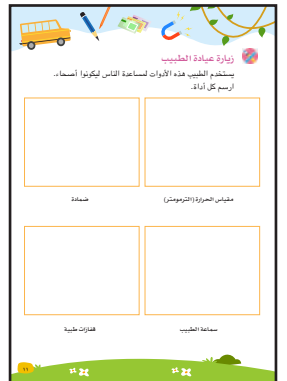 زيارة عيادة الطبيب
يستخدم الطبيب هذه الأدوات لمساعدة الناس ليكونوا أصحاء.
ارسم كل أداة.
مقياس الحرارة (الترمومتر)
ضمادة
سماعة الطبيب
قفازات طبية
١١